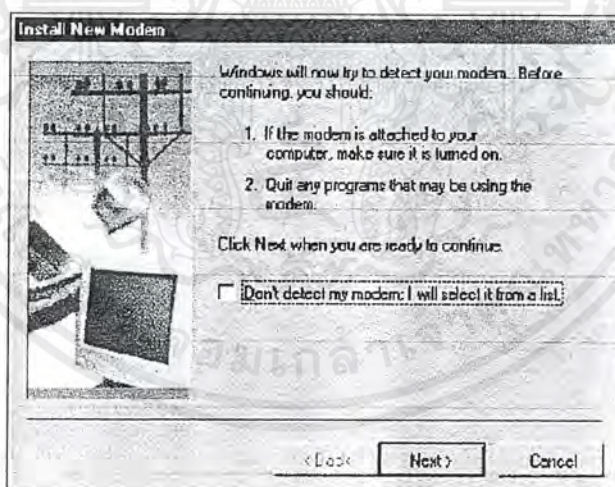 Install New Modem
Windows will now try to detect your modem. Before
continuing, you should:
1. If the modem is attached to your
computer, make sure it is turned on.
2. Quit any programs that may be using the
modem.
Click Next when you are ready to continue.
Don't detect my modem; I will select it from a list.
< Back
Next >
Cancel